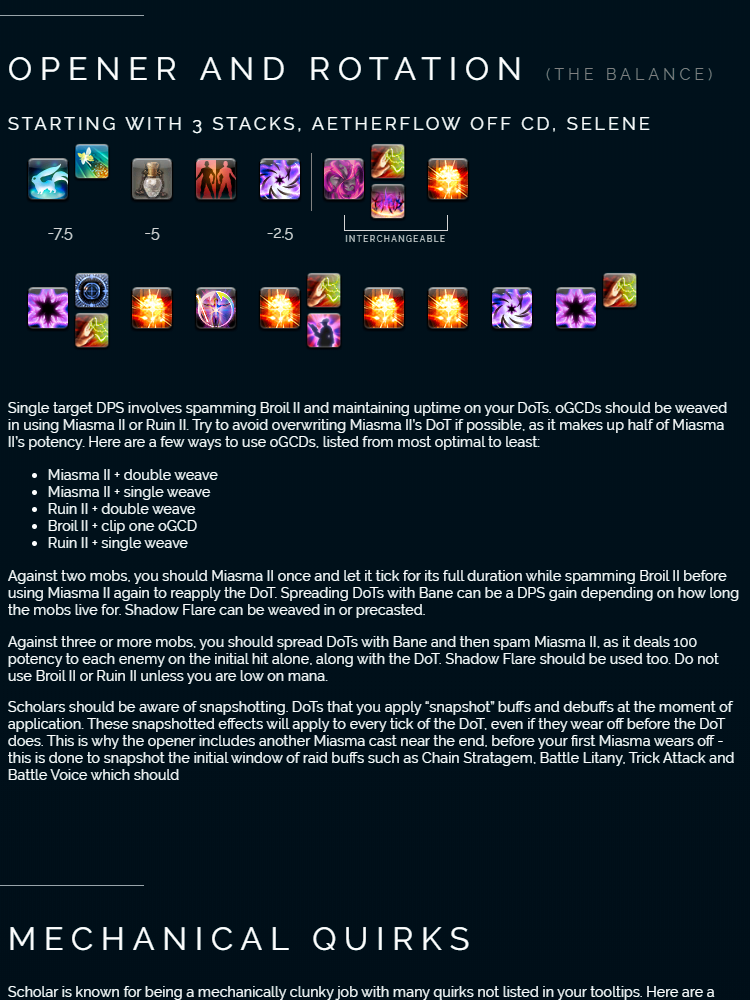 OPENER AND ROTATION (THE BALANCE)
STARTING WITH 3 STACKS, AETHERFLOW OFF CD, SELENE
-7.5 -5 -2.5 INTERCHANGEABLE
Single target DPS involves spamming Broil II and maintaining uptime on your DoTs. oGCDs should be weaved
in using Miasma II or Ruin II. Try to avoid overwriting Miasma II's DoT if possible, as it makes up half of Miasma
II's potency. Here are a few ways to use oGCDs, listed from most optimal to least:
• Miasma II + double weave
• Miasma II + single weave
• Ruin II + double weave
• Broil II + clip one oGCD
• Ruin II + single weave
Against two mobs, you should Miasma II once and let it tick for its full duration while spamming Broil II before
using Miasma II again to reapply the DoT. Spreading DoTs with Bane can be a DPS gain depending on how long
the mobs live for. Shadow Flare can be weaved in or precasted.
Against three or more mobs, you should spread DoTs with Bane and then spam Miasma II, as it deals 100
potency to each enemy on the initial hit alone, along with the DoT. Shadow Flare should be used too. Do not
use Broil II or Ruin II unless you are low on mana.
Scholars should be aware of snapshotting. DoTs that you apply "snapshot" buffs and debuffs at the moment of
application. These snapshotted effects will apply to every tick of the DoT, even if they wear off before the DoT
does. This is why the opener includes another Miasma cast near the end, before your first Miasma wears off -
this is done to snapshot the initial window of raid buffs such as Chain Stratagem, Battle Litany, Trick Attack and
Battle Voice which should
MECHANICAL QUIRKS
Scholar is known for being a mechanically clunky job with many quirks not listed in your tooltips. Here are a